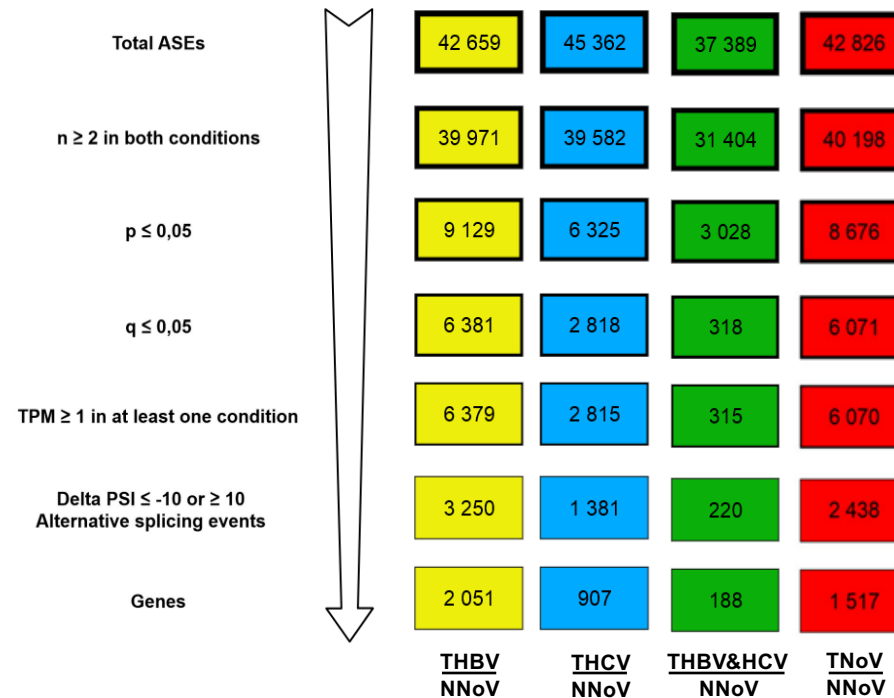 Total ASEs 42 659 45 362 37 389 42 826
n ≥ 2 in both conditions 39 971 39 582 31 404 40 198
p ≤ 0,05 9 129 6 325 3 028 8 676
q ≤ 0,05 6 381 2 818 318 6 071
TPM ≥ 1 in at least one condition 6 379 2 815 315 6 070
Delta PSI ≤ -10 or ≥ 10
Alternative splicing events 3 250 1 381 220 2 438
Genes 2 051 907 188 1 517
THBV THCV THBV&HCV TNoV
NNoV NNoV NNoV NNoV